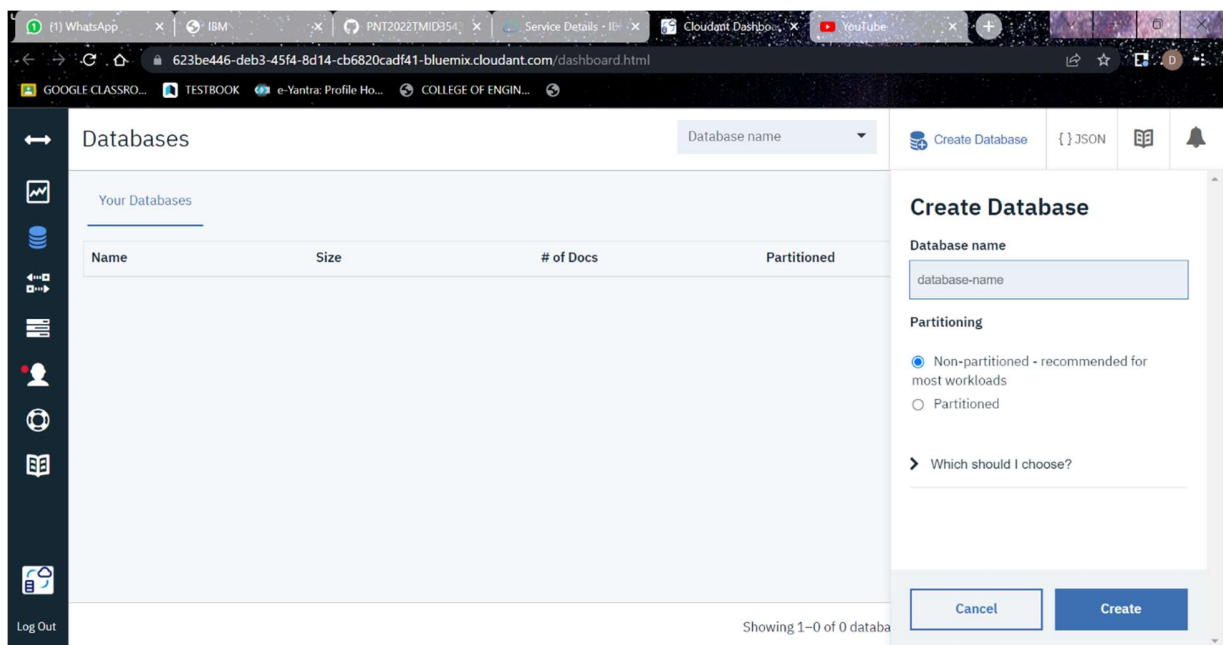 (1) WhatsApp
IBM
PNT2022TMID354
Service Details - IB
Cloudant Dashbo
YouTube
623be446-deb3-45f4-8d14-cb6820cadf41-bluemix.cloudant.com/dashboard.html
D
GOOGLE CLASSRO...
TESTBOOK
e-Yantra: Profile Ho...
COLLEGE OF ENGIN...
Databases
Database name
Create Database
{ } JSON
Your Databases
Name Size # of Docs Partitioned
Create Database
Database name
database-name
Partitioning
Non-partitioned - recommended for
most workloads
Partitioned
Which should I choose?
Cancel
Create
Log Out
Showing 1–0 of 0 databa